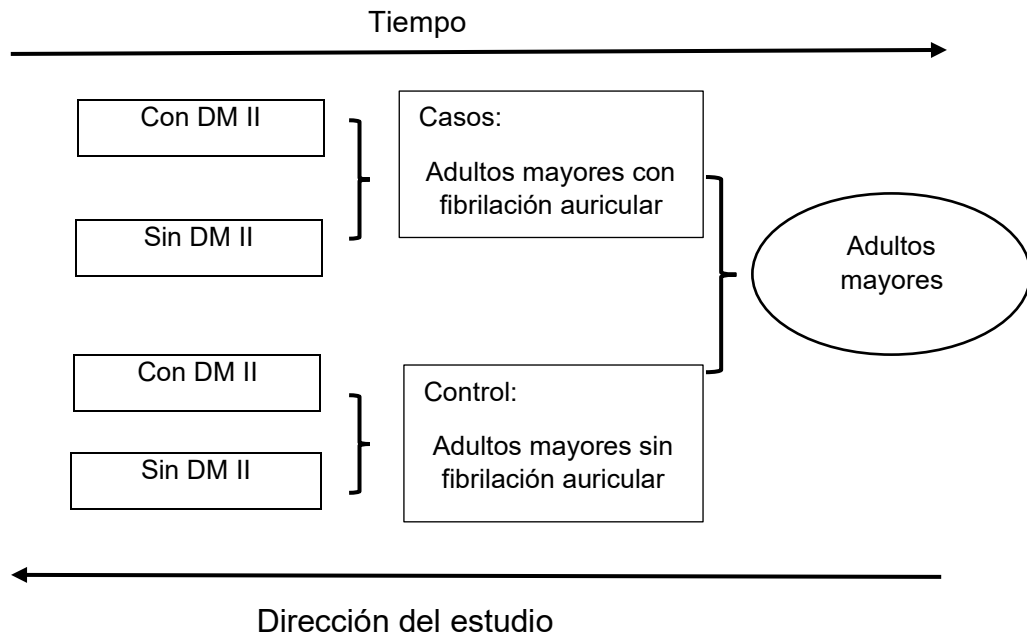 Tiempo
Con DM II
Sin DM II
Casos:
Adultos mayores con
fibrilación auricular
Adultos
mayores
Con DM II
Sin DM II
Control:
Adultos mayores sin
fibrilación auricular
Dirección del estudio